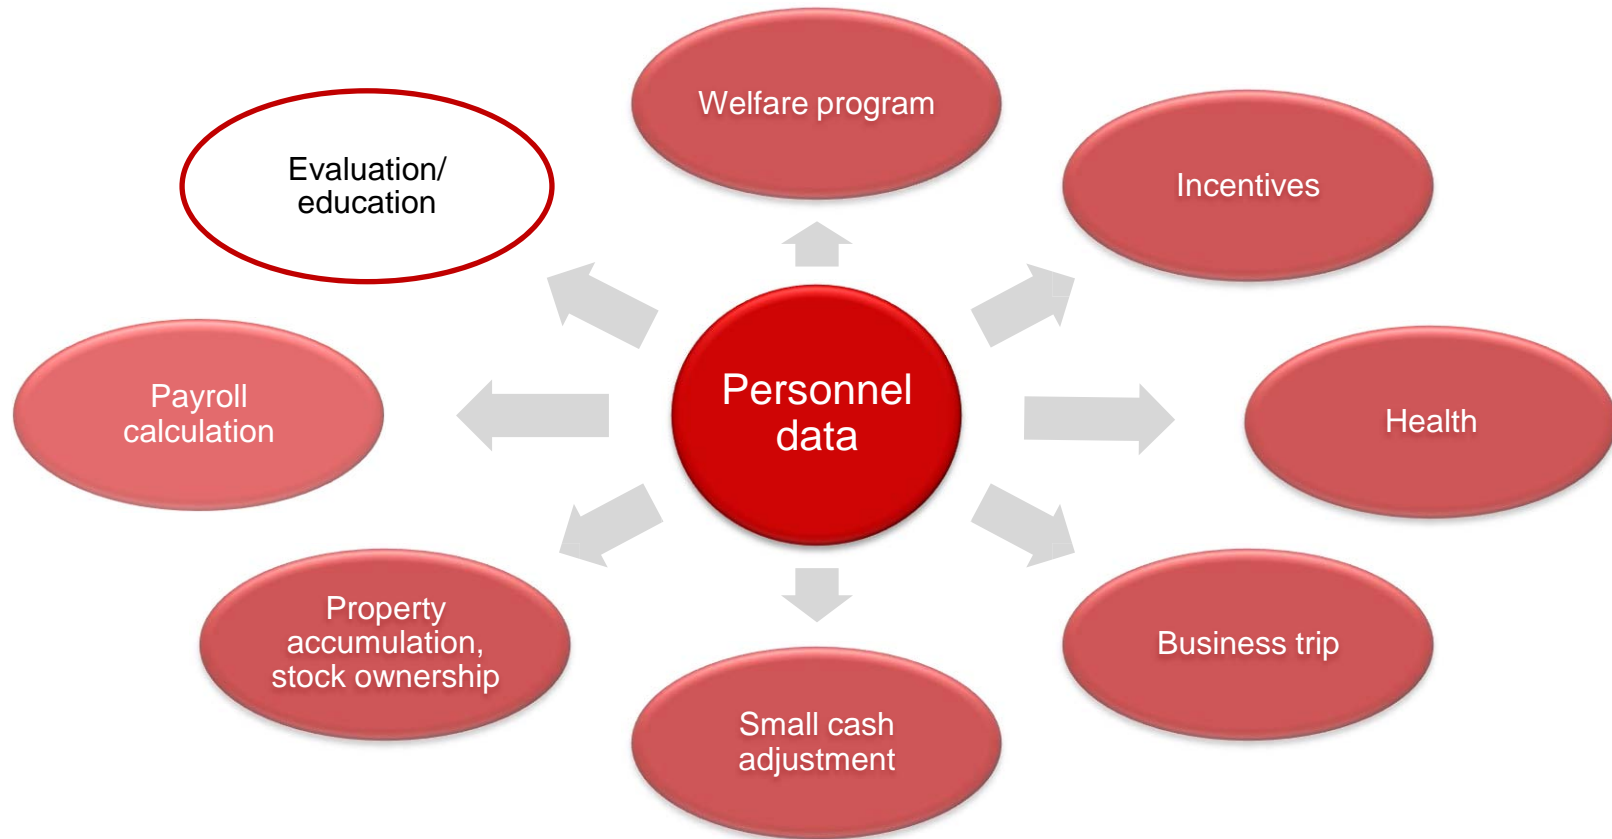 Welfare program
Evaluation/
education
Incentives
Personnel
data
Payroll
calculation
Health
Property
accumulation,
stock ownership
Business trip
Small cash
adjustment